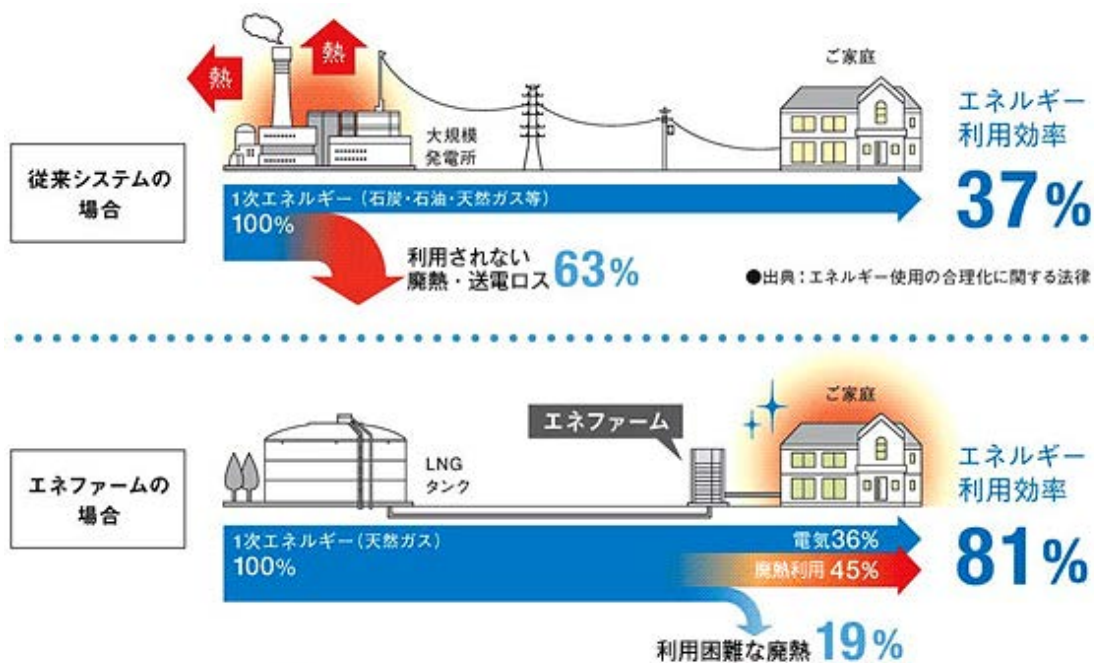 熱
熱
大規模
発電所
ご家庭
エネルギー
利用効率
37%
従来システムの
場合
1次エネルギー（石炭・石油・天然ガス等）
100%
利用されない
廃熱・送電ロス 63%
●出典：エネルギー使用の合理化に関する法律
エネファームの
場合
LNG
タンク
エネファーム
ご家庭
エネルギー
利用効率
81%
1次エネルギー（天然ガス）
100%
電気36%
廃熱利用 45%
利用困難な廃熱 19%